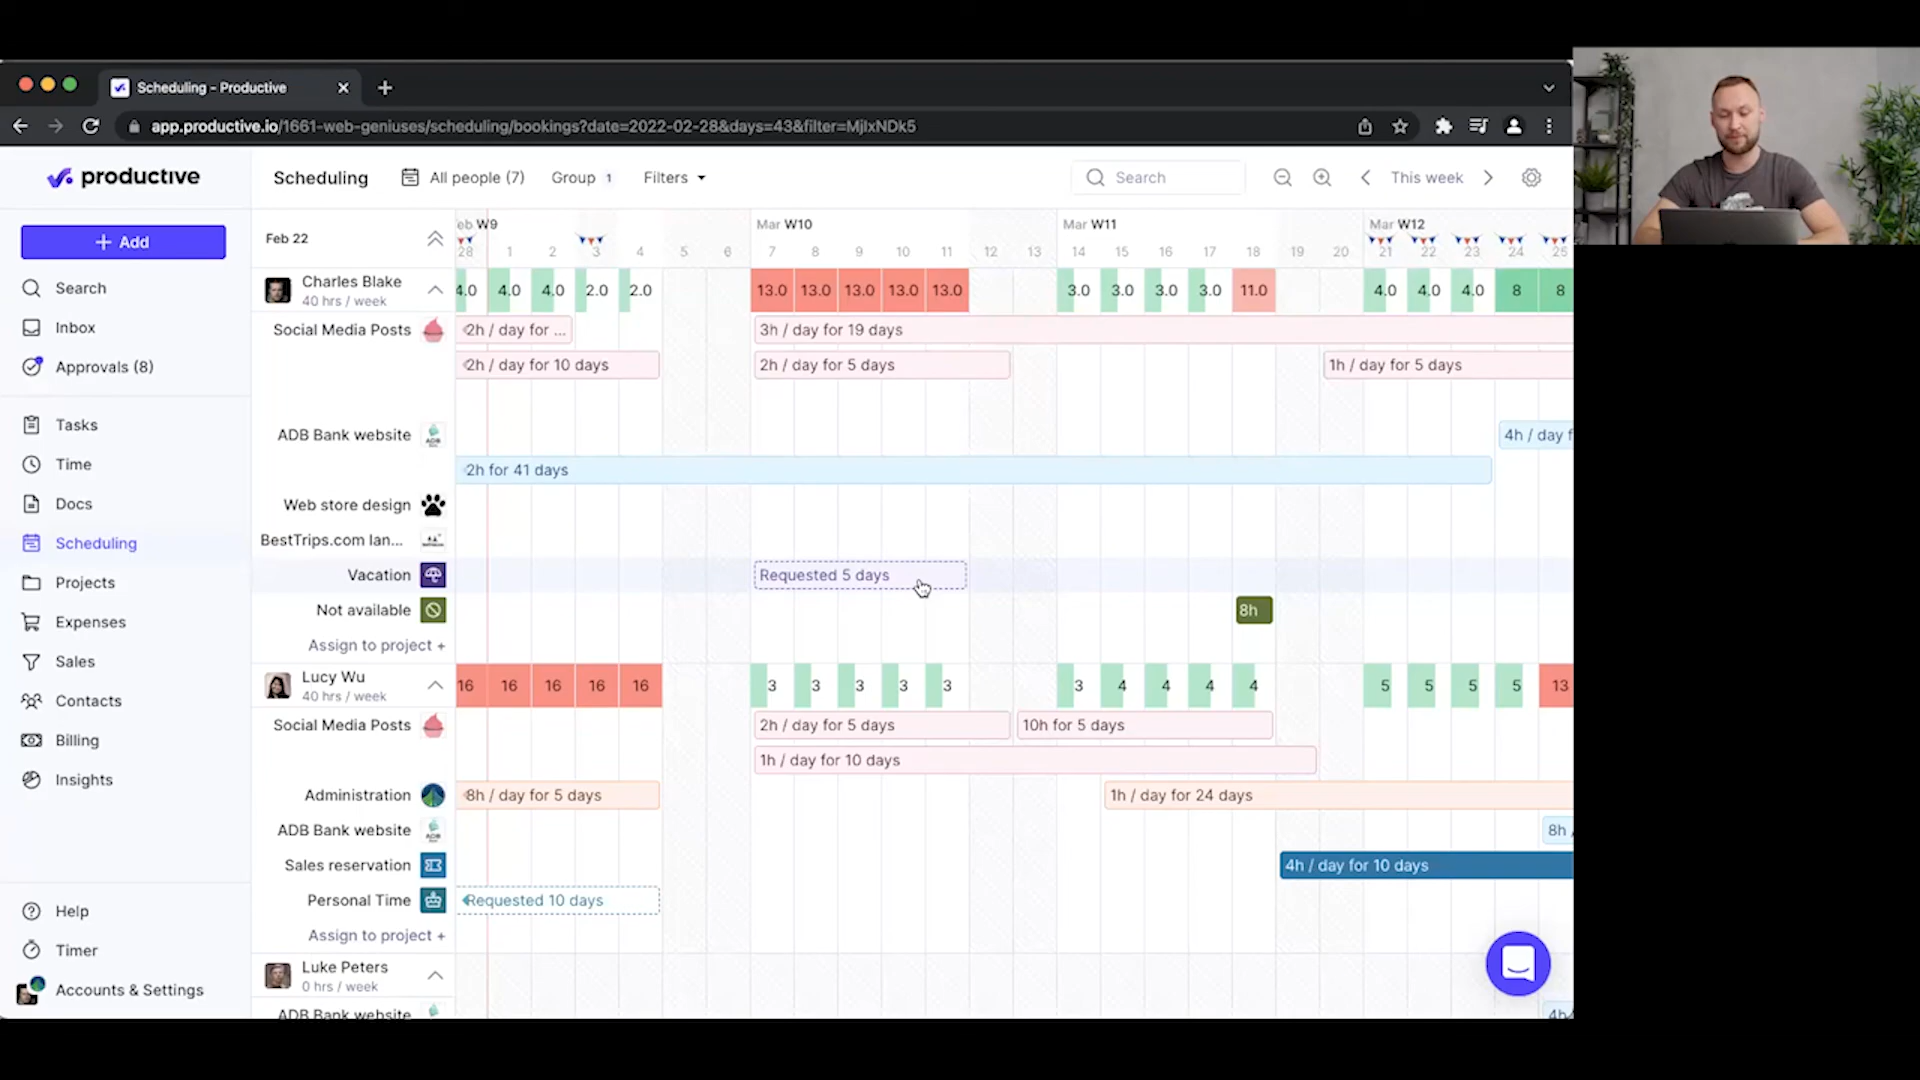 Scheduling - Productive
app.productive.io/1661-web-geniuses/scheduling/bookings?date=2022-02-28&days=43&filter=MjIxNDk5
productive
Scheduling
All people (7)
Group 1
Filters
Search
This week
+ Add
Search
Inbox
Approvals (8)
Tasks
Time
Docs
Scheduling
Projects
Expenses
Sales
Contacts
Billing
Insights
Help
Timer
Accounts & Settings
Feb 22
eb W9
Mar W10
Mar W11
Mar W12
28 1 2 3 4 5 6 7 8 9 10 11 12 13 14 15 16 17 18 19 20 21 22 23 24 25
Charles Blake
40 hrs / week
4.0 4.0 4.0 2.0 2.0 13.0 13.0 13.0 13.0 13.0 3.0 3.0 3.0 3.0 11.0 4.0 4.0 4.0 8 8
Social Media Posts
2h / day for ...
3h / day for 19 days
2h / day for 10 days
2h / day for 5 days
1h / day for 5 days
ADB Bank website
4h / day f
2h for 41 days
Web store design
BestTrips.com lan...
Vacation
Requested 5 days
Not available
8h
Assign to project +
Lucy Wu
40 hrs / week
16 16 16 16 16 3 3 3 3 3 3 4 4 4 4 5 5 5 5 13
Social Media Posts
2h / day for 5 days
10h for 5 days
1h / day for 10 days
Administration
8h / day for 5 days
1h / day for 24 days
ADB Bank website
8h /
Sales reservation
4h / day for 10 days
Personal Time
Requested 10 days
Assign to project +
Luke Peters
0 hrs / week
ADB Bank website
4h/